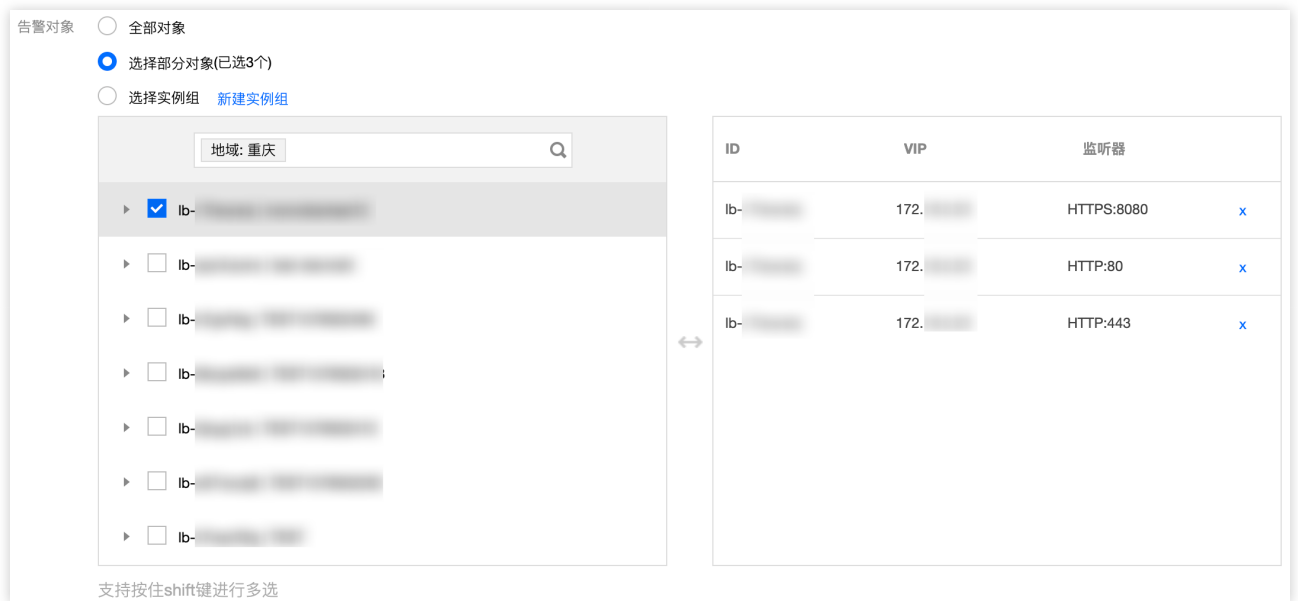 告警对象
全部对象
选择部分对象(已选3个)
选择实例组 新建实例组
地域: 重庆
lb-
lb-
lb-
lb-
lb-
lb-
lb-
ID VIP 监听器
lb- 172. HTTPS:8080 x
lb- 172. HTTP:80 x
lb- 172. HTTP:443 x
支持按住shift键进行多选